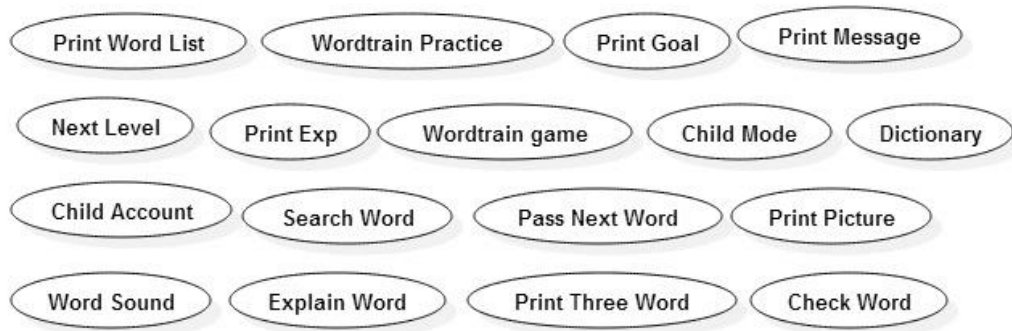 Print Word List
Wordtrain Practice
Print Goal
Print Message
Next Level
Print Exp
Wordtrain game
Child Mode
Dictionary
Child Account
Search Word
Pass Next Word
Print Picture
Word Sound
Explain Word
Print Three Word
Check Word